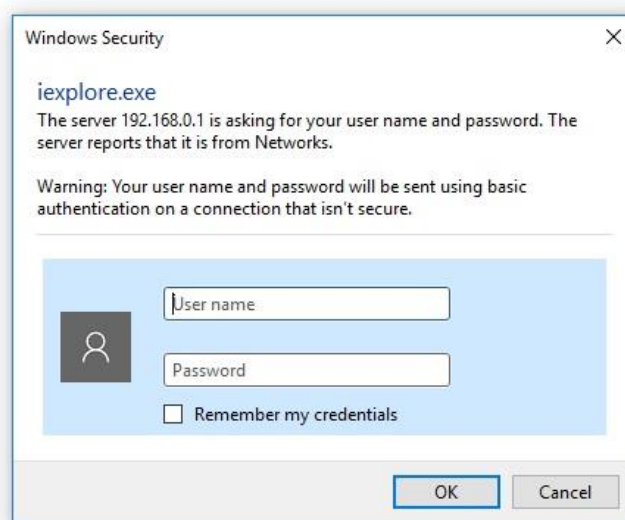 Windows Security
iexplore.exe
The server 192.168.0.1 is asking for your user name and password. The
server reports that it is from Networks.
Warning: Your user name and password will be sent using basic
authentication on a connection that isn't secure.
User name
Password
Remember my credentials
OK
Cancel